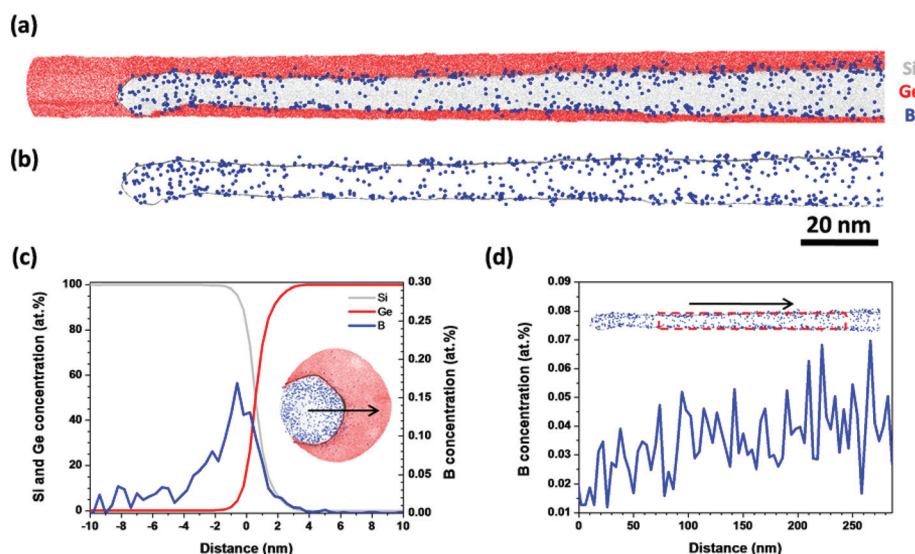 (a)
Si
Ge
B
(b)
20 nm
(c)
(d)
Si and Ge concentration (at.%)
100
80
60
40
20
0
-10 -8 -6 -4 -2 0 2 4 6 8 10
Distance (nm)
0.30
0.25
0.20
0.15
0.10
0.05
0.00
B concentration (at.%)
Si
Ge
B
B concentration (at.%)
0.09
0.08
0.07
0.06
0.05
0.04
0.03
0.02
0.01
0 50 100 150 200 250
Distance (nm)